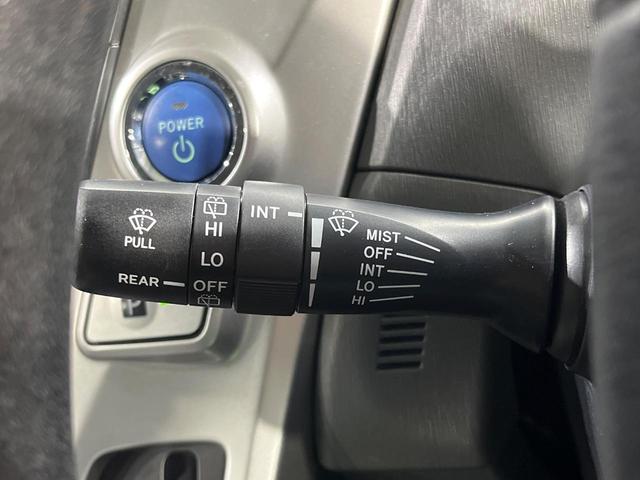 POWER
PULL
REAR
HI
LO
OFF
INT
MIST
OFF
INT
LO
HI
P